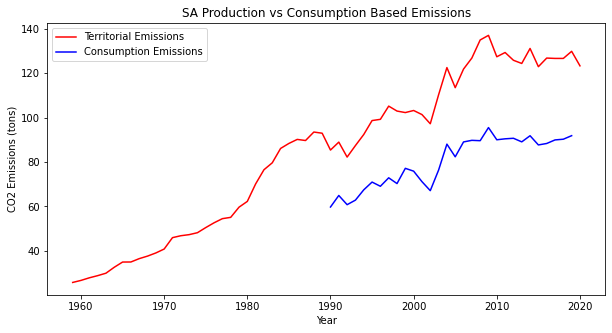 SA Production vs Consumption Based Emissions
Territorial Emissions
Consumption Emissions
CO2 Emissions (tons)
140
120
100
80
60
40
1960 1970 1980 1990 2000 2010 2020
Year